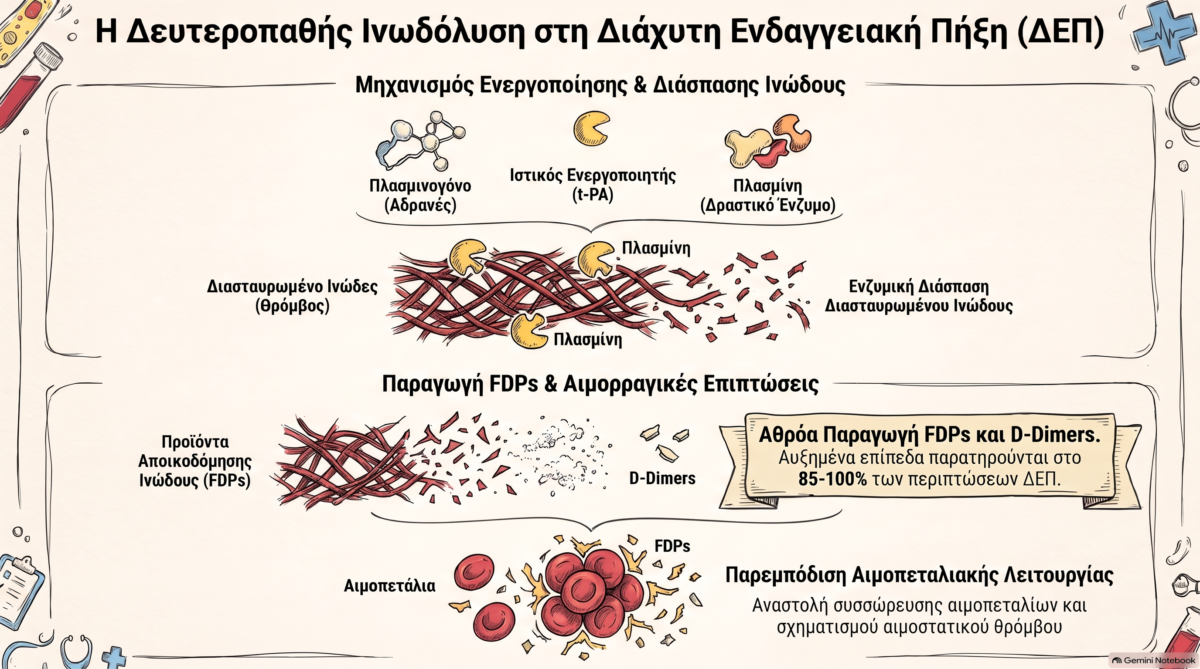 Η Δευτεροπαθής Ινωδόλυση στη Διάχυτη Ενδαγγειακή Πήξη (ΔΕΠ)
Μηχανισμός Ενεργοποίησης & Διάσπασης Ινώδους
Πλασμινογόνο
(Αδρανές)
Ιστικός Ενεργοποιητής
(t-PA)
Πλασμίνη
(Δραστικό Ένζυμο)
Διασταυρωμένο Ινώδες
(Θρόμβος)
Πλασμίνη
Πλασμίνη
Ενζυμική Διάσπαση
Διασταυρωμένου Ινώδους
Παραγωγή FDPs & Αιμορραγικές Επιπτώσεις
Προϊόντα
Αποικοδόμησης
Ινώδους (FDPs)
D-Dimers
Αθρόα Παραγωγή FDPs και D-Dimers.
Αυξημένα επίπεδα παρατηρούνται στο
85-100% των περιπτώσεων ΔΕΠ.
Αιμοπετάλια
FDPs
Παρεμπόδιση Αιμοπεταλιακής Λειτουργίας
Αναστολή συσσώρευσης αιμοπεταλίων και
σχηματισμού αιμοστατικού θρόμβου
Gemini Notebook